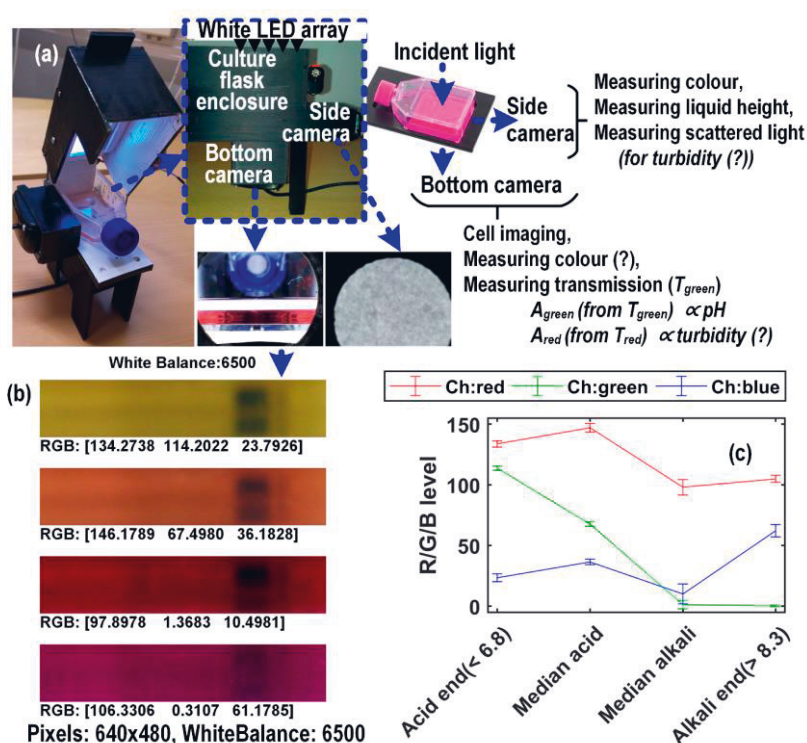 (a)
White LED array
Culture
flask
enclosure
Side
camera
Bottom
camera
Incident light
Side
camera
Measuring colour,
Measuring liquid height,
Measuring scattered light
(for turbidity (?))
Bottom camera
Cell imaging,
Measuring colour (?),
Measuring transmission (Tgreen)
Agreen (from Tgreen) ∝ pH
Ared (from Tred) ∝ turbidity (?)
White Balance:6500
(b)
RGB: [134.2738 114.2022 23.7926]
RGB: [146.1789 67.4980 36.1828]
RGB: [97.8978 1.3683 10.4981]
RGB: [106.3306 0.3107 61.1785]
Pixels: 640x480, WhiteBalance: 6500
Ch:red Ch:green Ch:blue
(c)
R/G/B level
150
100
50
0
Acid end(< 6.8)
Median acid
Median alkali
Alkali end(> 8.3)